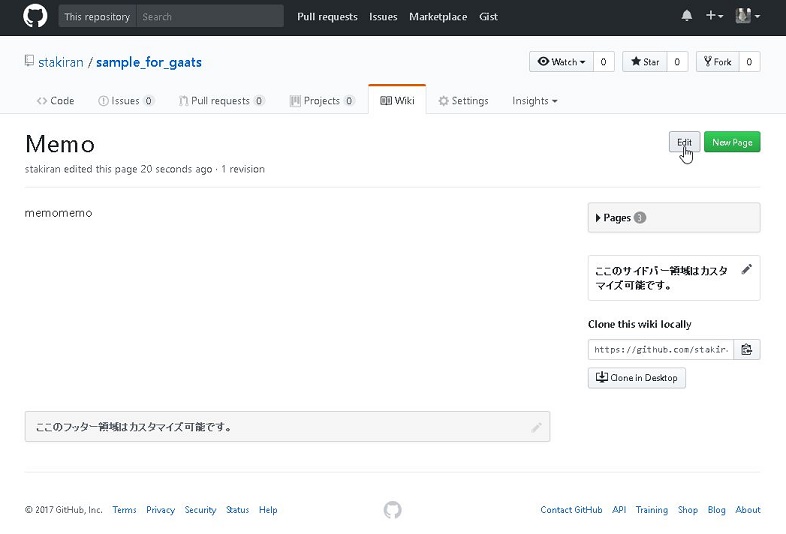 This repository Search Pull requests Issues Marketplace Gist
stakiran / sample_for_gaats Watch 0 Star 0 Fork 0
Code Issues 0 Pull requests 0 Projects 0 Wiki Settings Insights
Memo Edit New Page
stakiran edited this page 20 seconds ago · 1 revision
memomemo
Pages 3
ここのサイドバー領域はカスタ
マイズ可能です。
Clone this wiki locally
https://github.com/stakir
Clone in Desktop
ここのフッター領域はカスタマイズ可能です。
© 2017 GitHub, Inc. Terms Privacy Security Status Help Contact GitHub API Training Shop Blog About